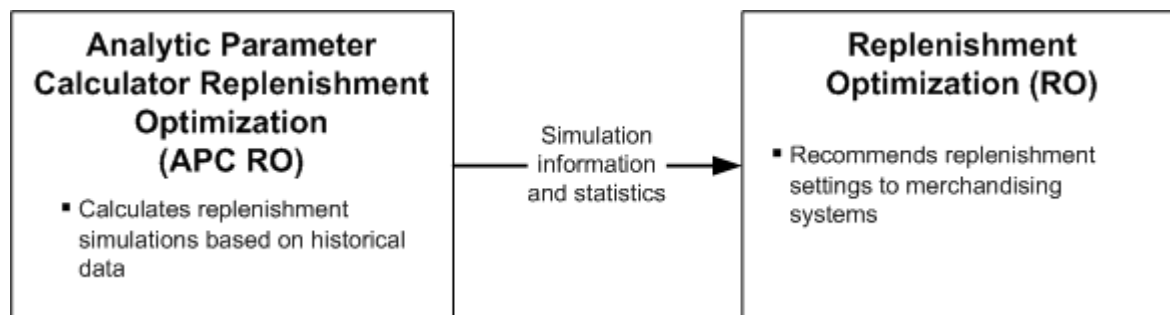 Analytic Parameter
Calculator Replenishment
Optimization
(APC RO)
▪ Calculates replenishment
simulations based on historical
data
Simulation
information
and statistics
Replenishment
Optimization (RO)
▪ Recommends replenishment
settings to merchandising
systems